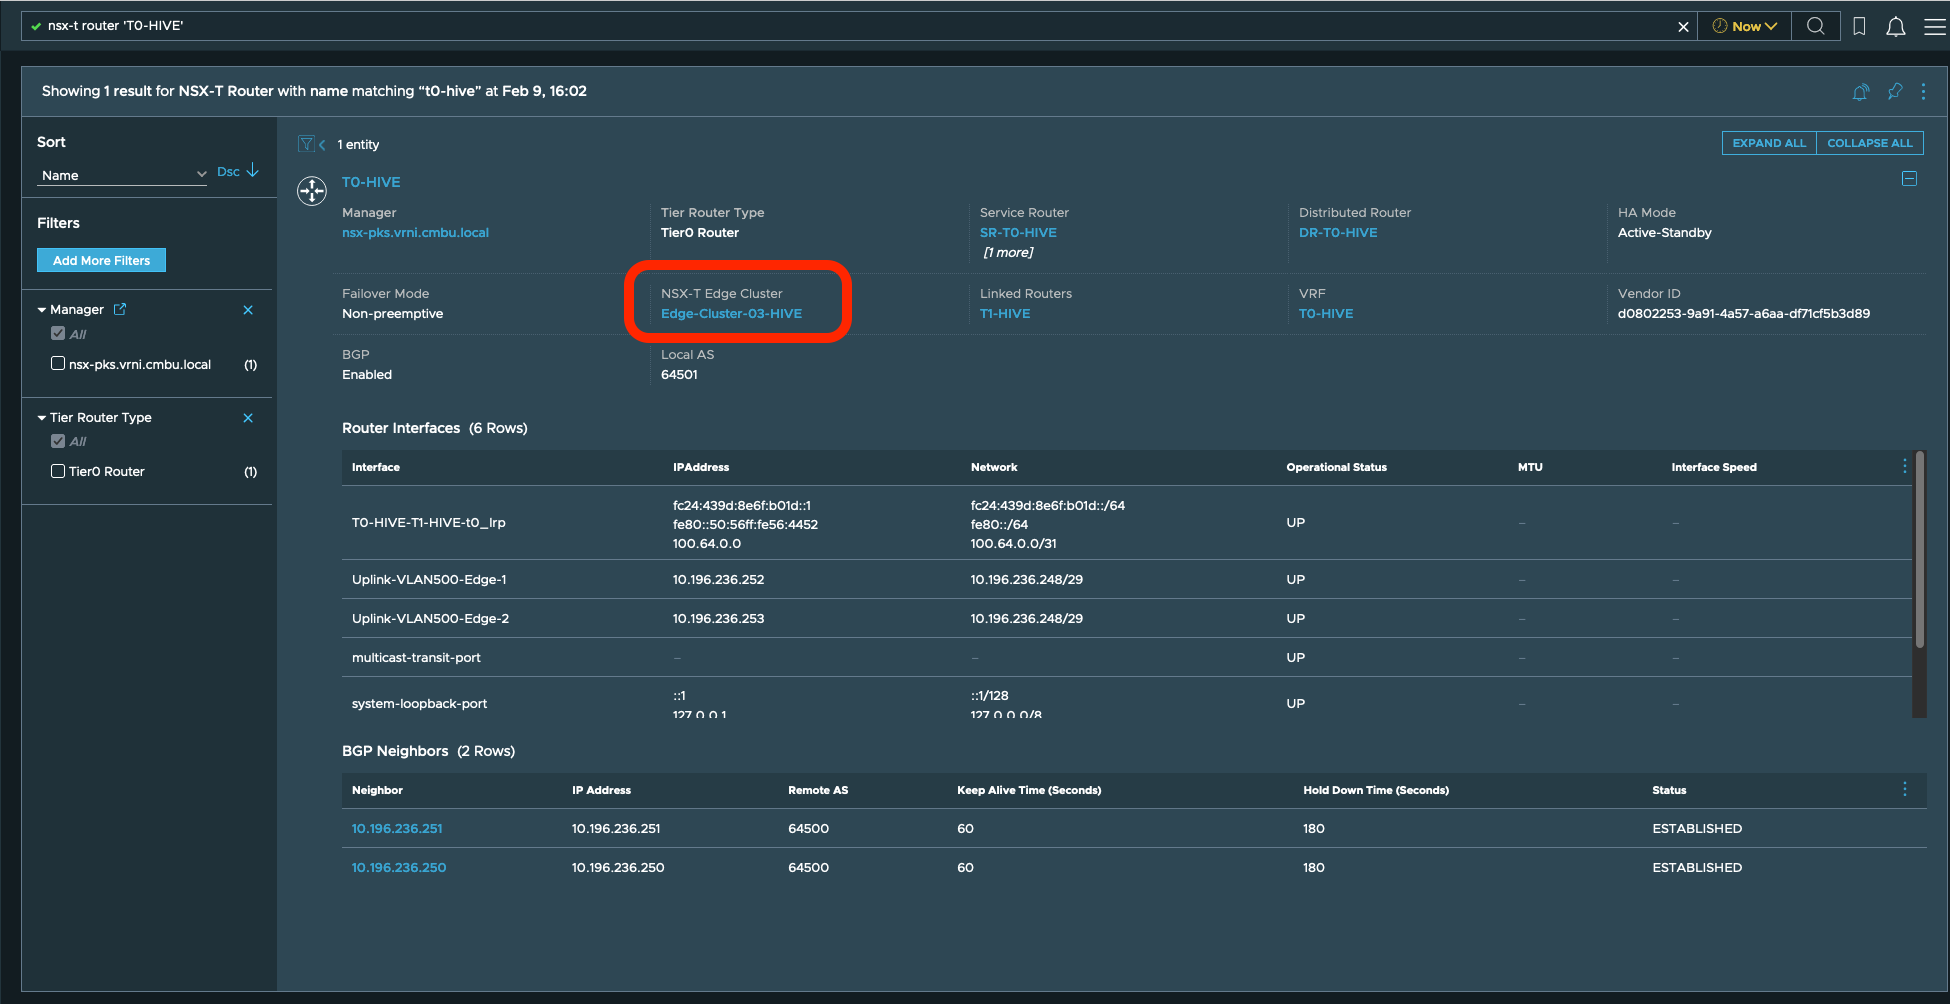 nsx-t router 'T0-HIVE'
Now
Showing 1 result for NSX-T Router with name matching “t0-hive” at Feb 9, 16:02
Sort
Name
Dsc
Filters
Add More Filters
Manager
All
nsx-pks.vrni.cmbu.local (1)
Tier Router Type
All
Tier0 Router (1)
1 entity
EXPAND ALL COLLAPSE ALL
T0-HIVE
Manager
nsx-pks.vrni.cmbu.local
Tier Router Type
Tier0 Router
Service Router
SR-T0-HIVE
[1 more]
Distributed Router
DR-T0-HIVE
HA Mode
Active-Standby
Failover Mode
Non-preemptive
NSX-T Edge Cluster
Edge-Cluster-03-HIVE
Linked Routers
T1-HIVE
VRF
T0-HIVE
Vendor ID
d0802253-9a91-4a57-a6aa-df71cf5b3d89
BGP
Enabled
Local AS
64501
Router Interfaces (6 Rows)
Interface IPAddress Network Operational Status MTU Interface Speed
T0-HIVE-T1-HIVE-t0_lrp
fc24:439d:8e6f:b01d::1
fe80::50:56ff:fe56:4452
100.64.0.0
fc24:439d:8e6f:b01d::/64
fe80::/64
100.64.0.0/31
UP – –
Uplink-VLAN500-Edge-1 10.196.236.252 10.196.236.248/29 UP – –
Uplink-VLAN500-Edge-2 10.196.236.253 10.196.236.248/29 UP – –
multicast-transit-port – – UP – –
system-loopback-port
::1
127.0.0.1
::1/128
127.0.0.0/8
UP – –
BGP Neighbors (2 Rows)
Neighbor IP Address Remote AS Keep Alive Time (Seconds) Hold Down Time (Seconds) Status
10.196.236.251 10.196.236.251 64500 60 180 ESTABLISHED
10.196.236.250 10.196.236.250 64500 60 180 ESTABLISHED